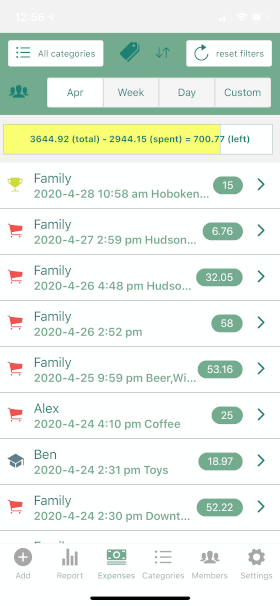 12:56
All categories
reset filters
Apr Week Day Custom
3644.92 (total) - 2944.15 (spent) = 700.77 (left)
Family
2020-4-28 10:58 am Hoboken...
15
Family
2020-4-27 2:59 pm Hudson...
6.76
Family
2020-4-26 4:48 pm Hudso...
32.05
Family
2020-4-26 2:52 pm
58
Family
2020-4-25 9:59 pm Beer,Wi...
53.16
Alex
2020-4-24 4:10 pm Coffee
25
Ben
2020-4-24 2:31 pm Toys
18.97
Family
2020-4-24 2:30 pm Downt...
52.22
Add Report Expenses Categories Members Settings